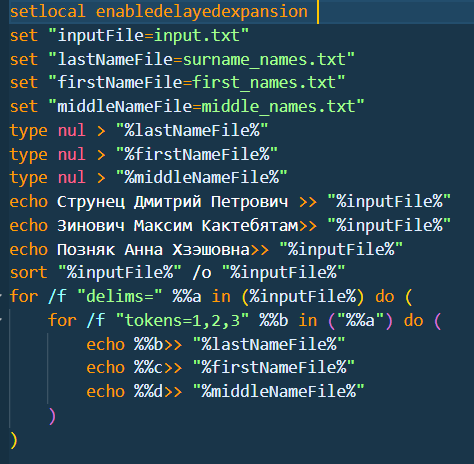 setlocal enabledelayedexpansion
set "inputFile=input.txt"
set "lastNameFile=surname_names.txt"
set "firstNameFile=first_names.txt"
set "middleNameFile=middle_names.txt"
type nul > "%lastNameFile%"
type nul > "%firstNameFile%"
type nul > "%middleNameFile%"
echo Струнец Дмитрий Петрович >> "%inputFile%"
echo Зинович Максим Кактебятам>> "%inputFile%"
echo Позняк Анна Хзэшовна>> "%inputFile%"
sort "%inputFile%" /o "%inputFile%"
for /f "delims=" %%a in (%inputFile%) do (
    for /f "tokens=1,2,3" %%b in ("%%a") do (
        echo %%b>> "%lastNameFile%"
        echo %%c>> "%firstNameFile%"
        echo %%d>> "%middleNameFile%"
    )
)